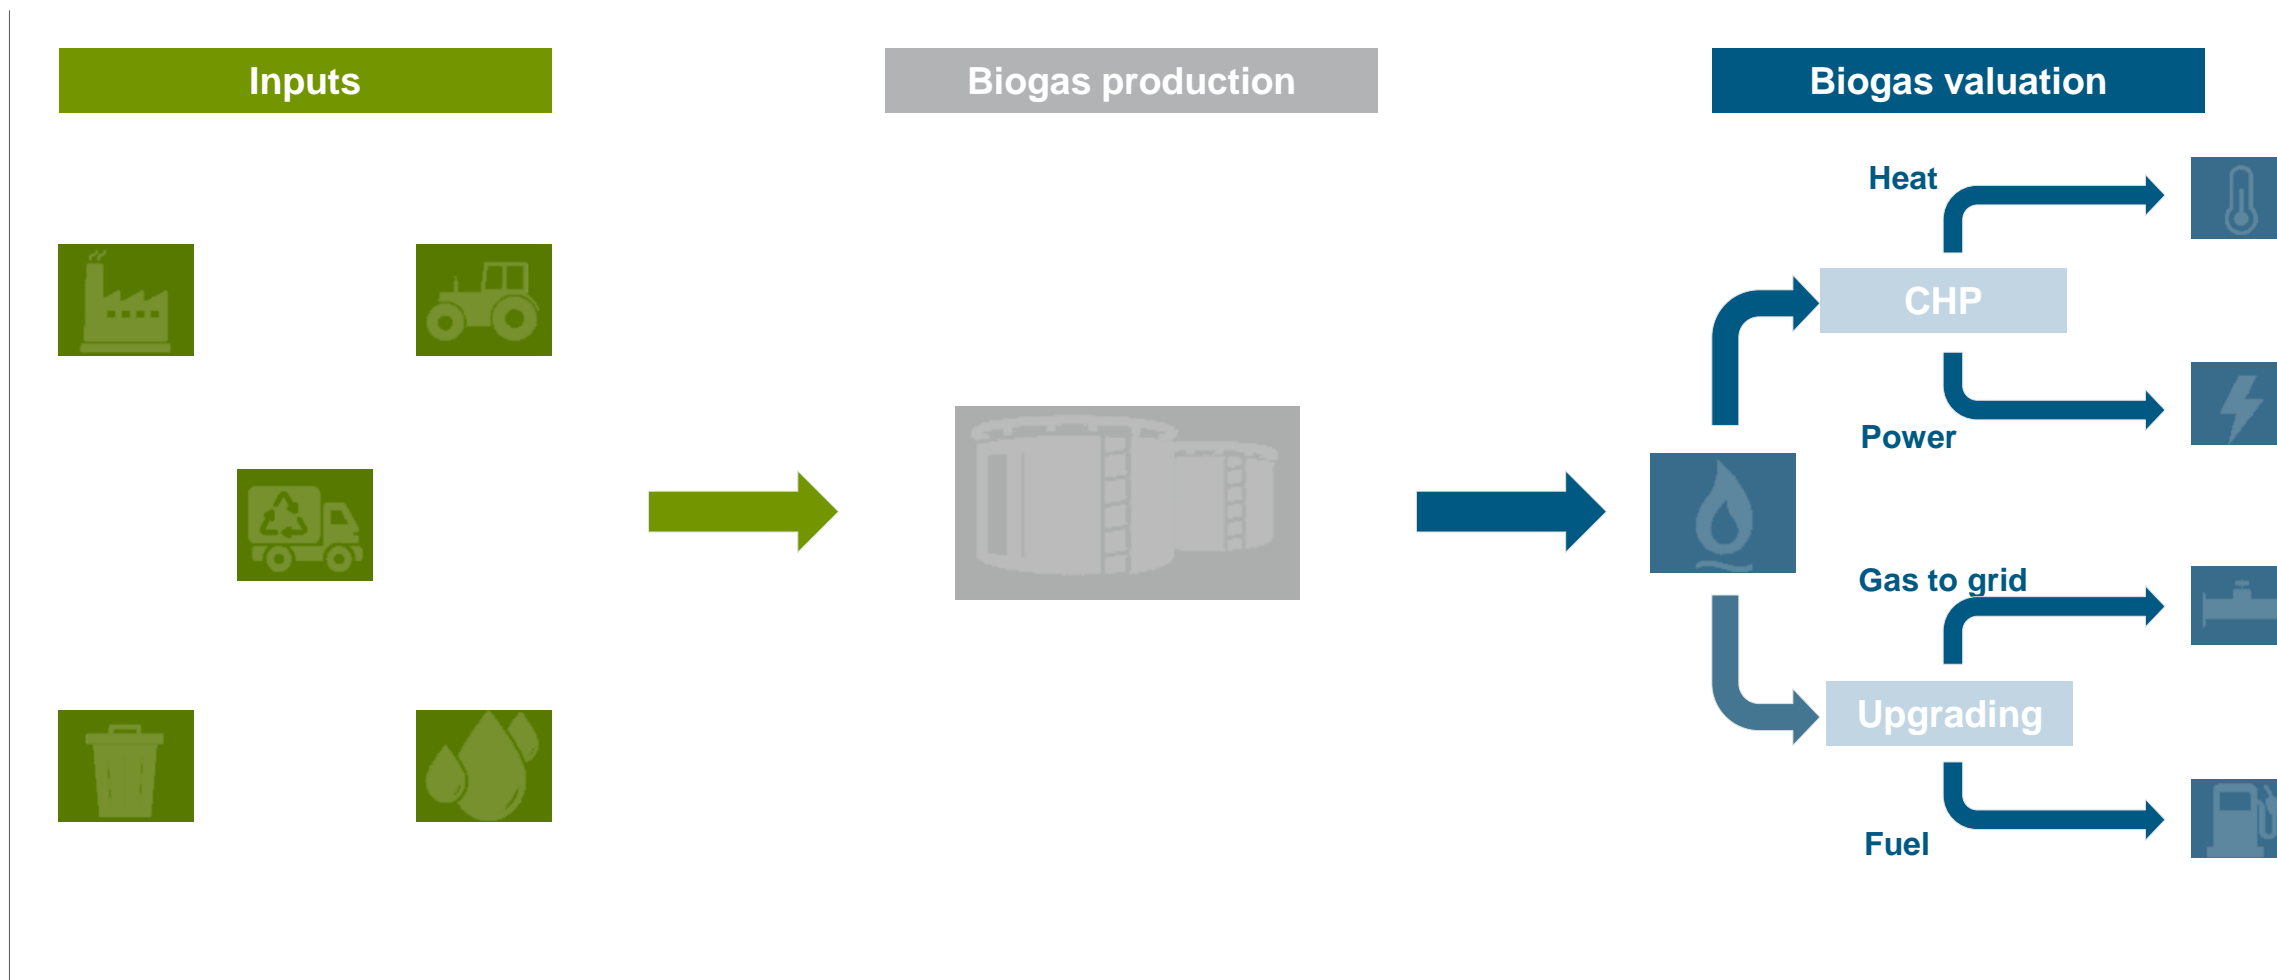 Inputs
Biogas production
Biogas valuation
Heat
CHP
Power
Gas to grid
Upgrading
Fuel